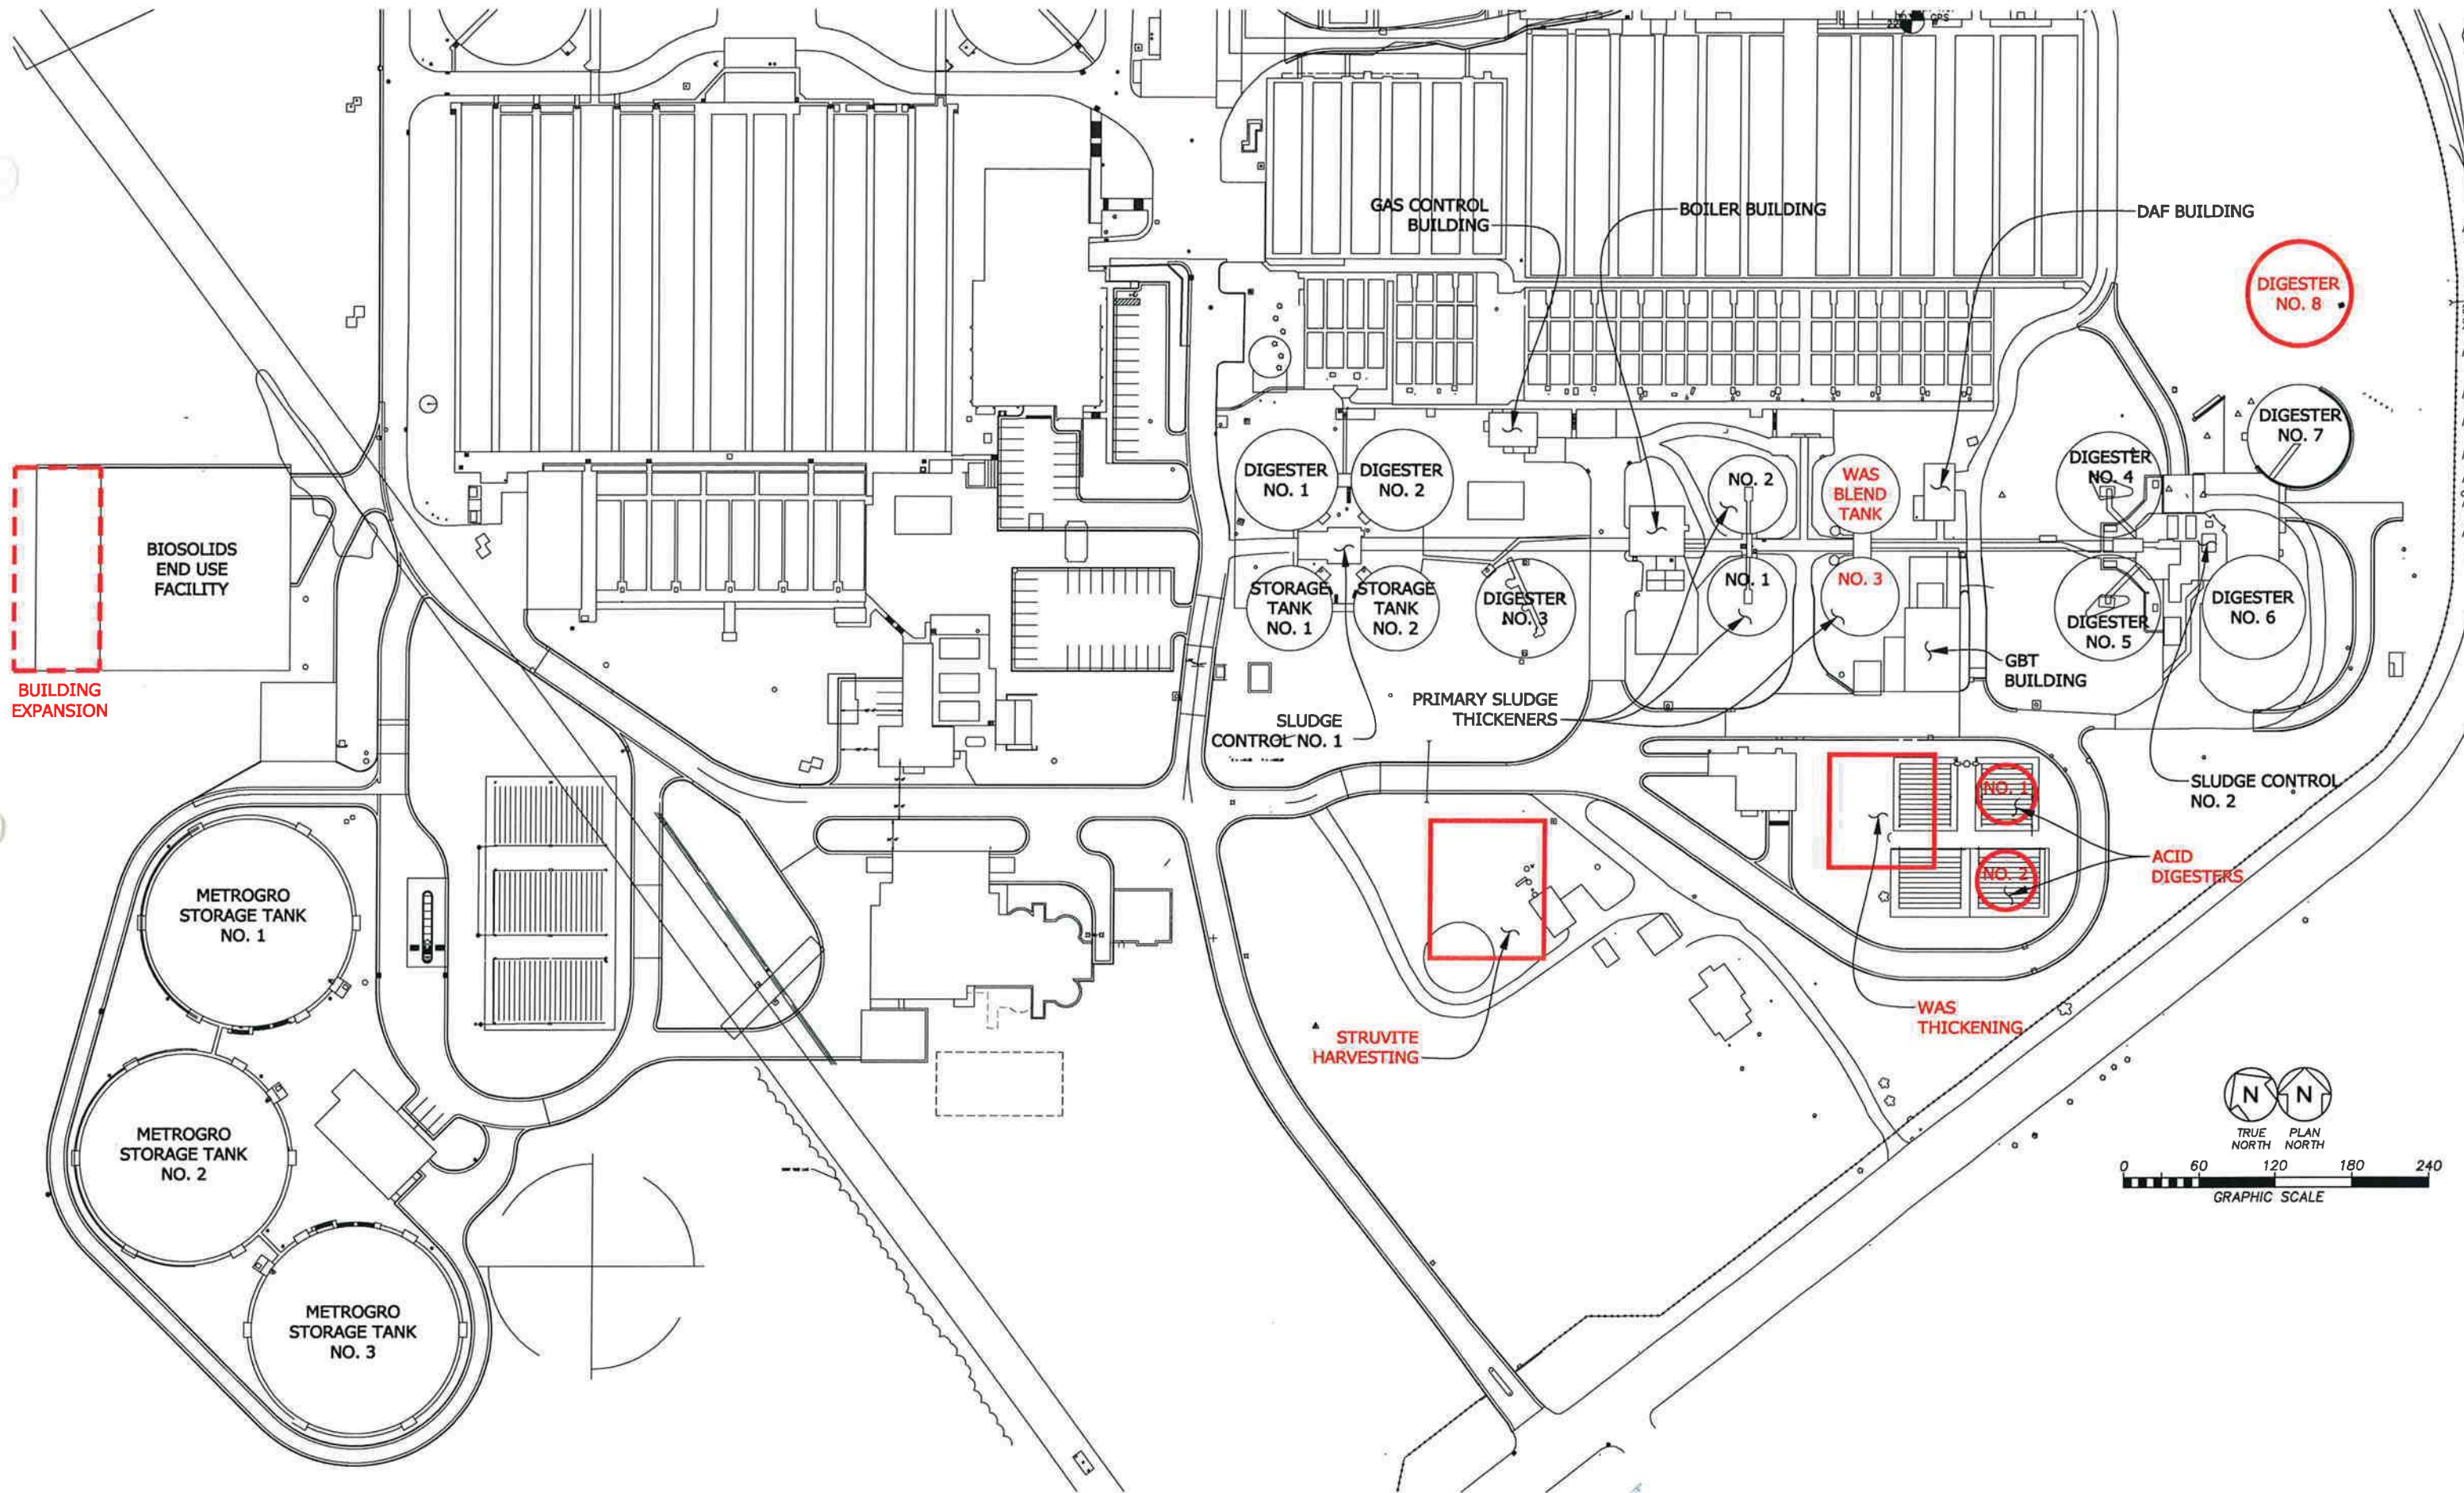 GPS
GAS CONTROL
BUILDING
BOILER BUILDING
DAF BUILDING
DIGESTER
NO. 8
DIGESTER
NO. 7
DIGESTER
NO. 1
DIGESTER
NO. 2
NO. 2
WAS
BLEND
TANK
DIGESTER
NO. 4
BIOSOLIDS
END USE
FACILITY
STORAGE
TANK
NO. 1
STORAGE
TANK
NO. 2
DIGESTER
NO. 3
NO. 1
NO. 3
DIGESTER
NO. 5
DIGESTER
NO. 6
GBT
BUILDING
BUILDING
EXPANSION
SLUDGE
CONTROL NO. 1
PRIMARY SLUDGE
THICKENERS
SLUDGE CONTROL
NO. 2
NO. 1
NO. 2
ACID
DIGESTERS
METROGRO
STORAGE TANK
NO. 1
WAS
THICKENING
STRUVITE
HARVESTING
METROGRO
STORAGE TANK
NO. 2
N
N
TRUE
NORTH
PLAN
NORTH
0 60 120 180 240
GRAPHIC SCALE
METROGRO
STORAGE TANK
NO. 3